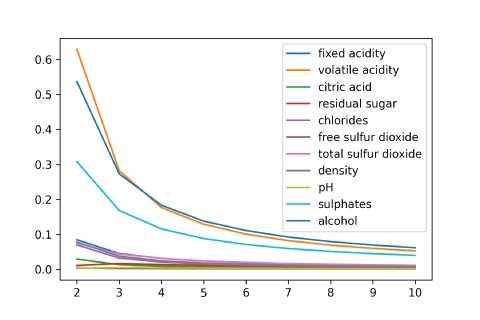 0.6
0.5
0.4
0.3
0.2
0.1
0.0
2 3 4 5 6 7 8 9 10
fixed acidity
volatile acidity
citric acid
residual sugar
chlorides
free sulfur dioxide
total sulfur dioxide
density
pH
sulphates
alcohol